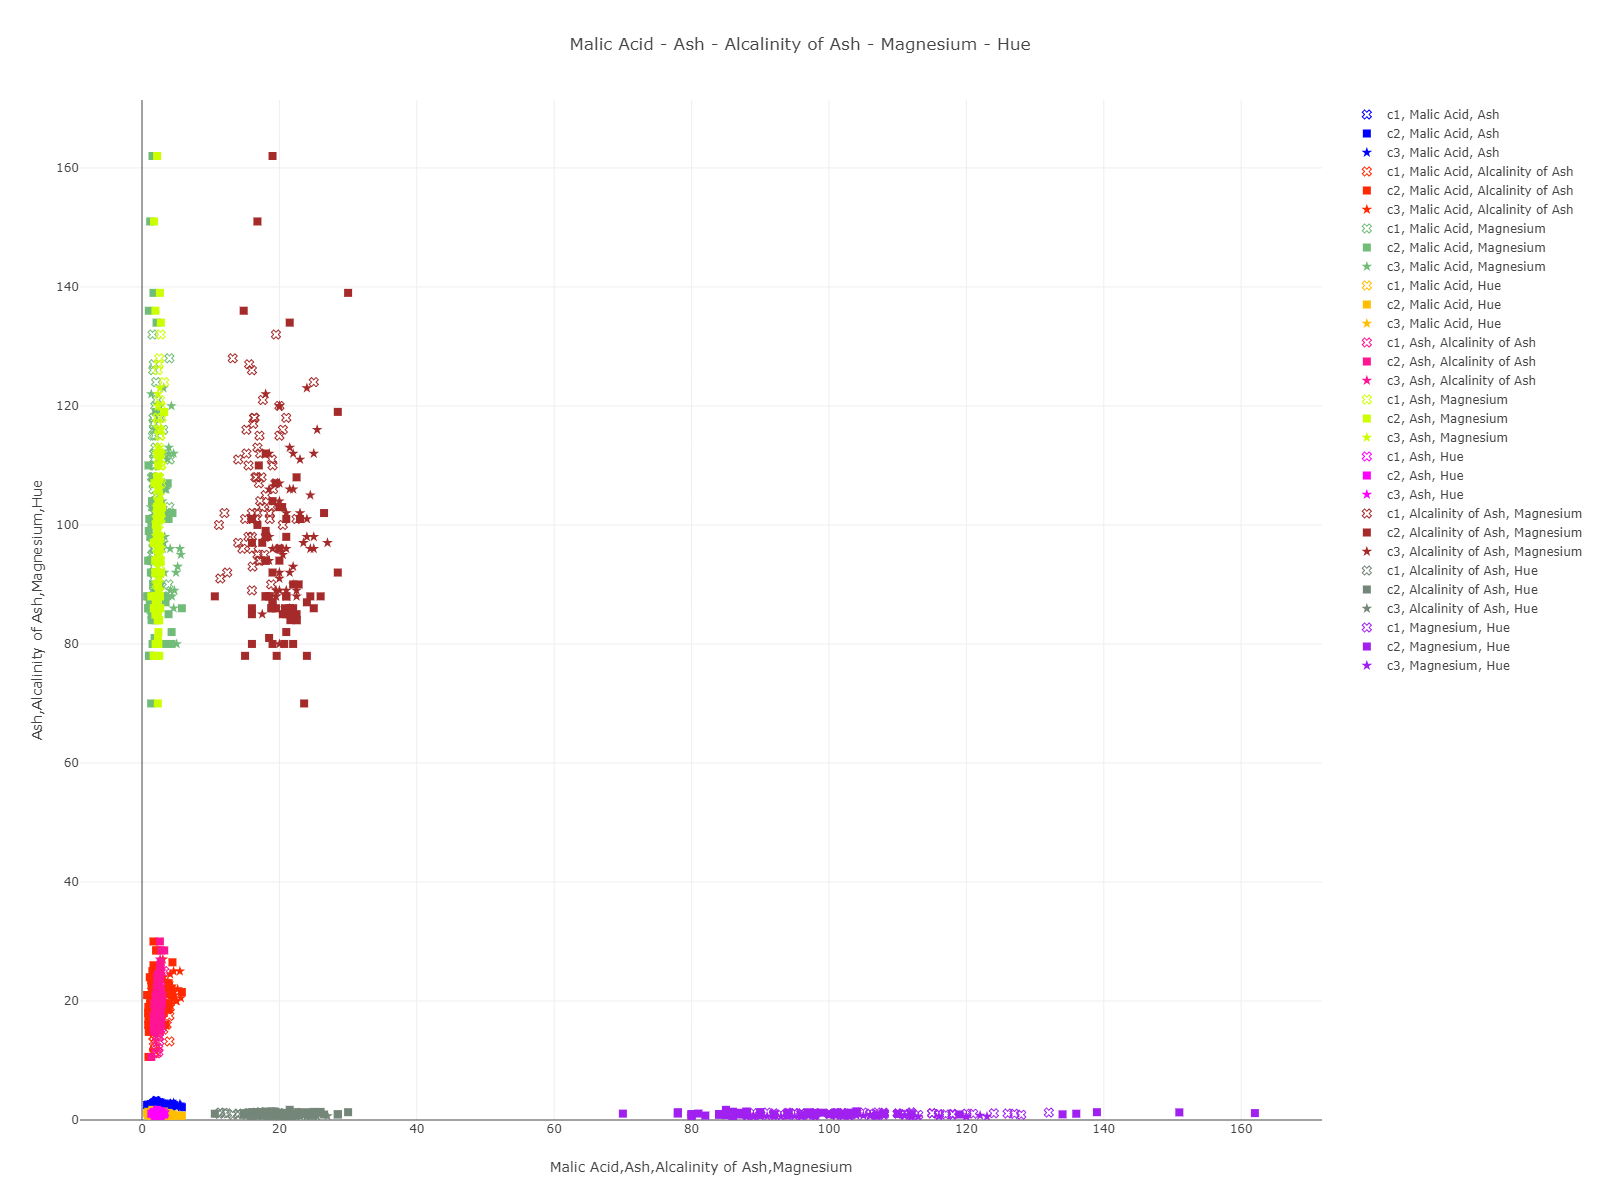 Malic Acid - Ash - Alcalinity of Ash - Magnesium - Hue
c1, Malic Acid, Ash
c2, Malic Acid, Ash
c3, Malic Acid, Ash
c1, Malic Acid, Alcalinity of Ash
c2, Malic Acid, Alcalinity of Ash
c3, Malic Acid, Alcalinity of Ash
c1, Malic Acid, Magnesium
c2, Malic Acid, Magnesium
c3, Malic Acid, Magnesium
c1, Malic Acid, Hue
c2, Malic Acid, Hue
c3, Malic Acid, Hue
c1, Ash, Alcalinity of Ash
c2, Ash, Alcalinity of Ash
c3, Ash, Alcalinity of Ash
c1, Ash, Magnesium
c2, Ash, Magnesium
c3, Ash, Magnesium
c1, Ash, Hue
c2, Ash, Hue
c3, Ash, Hue
c1, Alcalinity of Ash, Magnesium
c2, Alcalinity of Ash, Magnesium
c3, Alcalinity of Ash, Magnesium
c1, Alcalinity of Ash, Hue
c2, Alcalinity of Ash, Hue
c3, Alcalinity of Ash, Hue
c1, Magnesium, Hue
c2, Magnesium, Hue
c3, Magnesium, Hue
Ash,Alcalinity of Ash,Magnesium,Hue
160
140
120
100
80
60
40
20
0
0 20 40 60 80 100 120 140 160
Malic Acid,Ash,Alcalinity of Ash,Magnesium